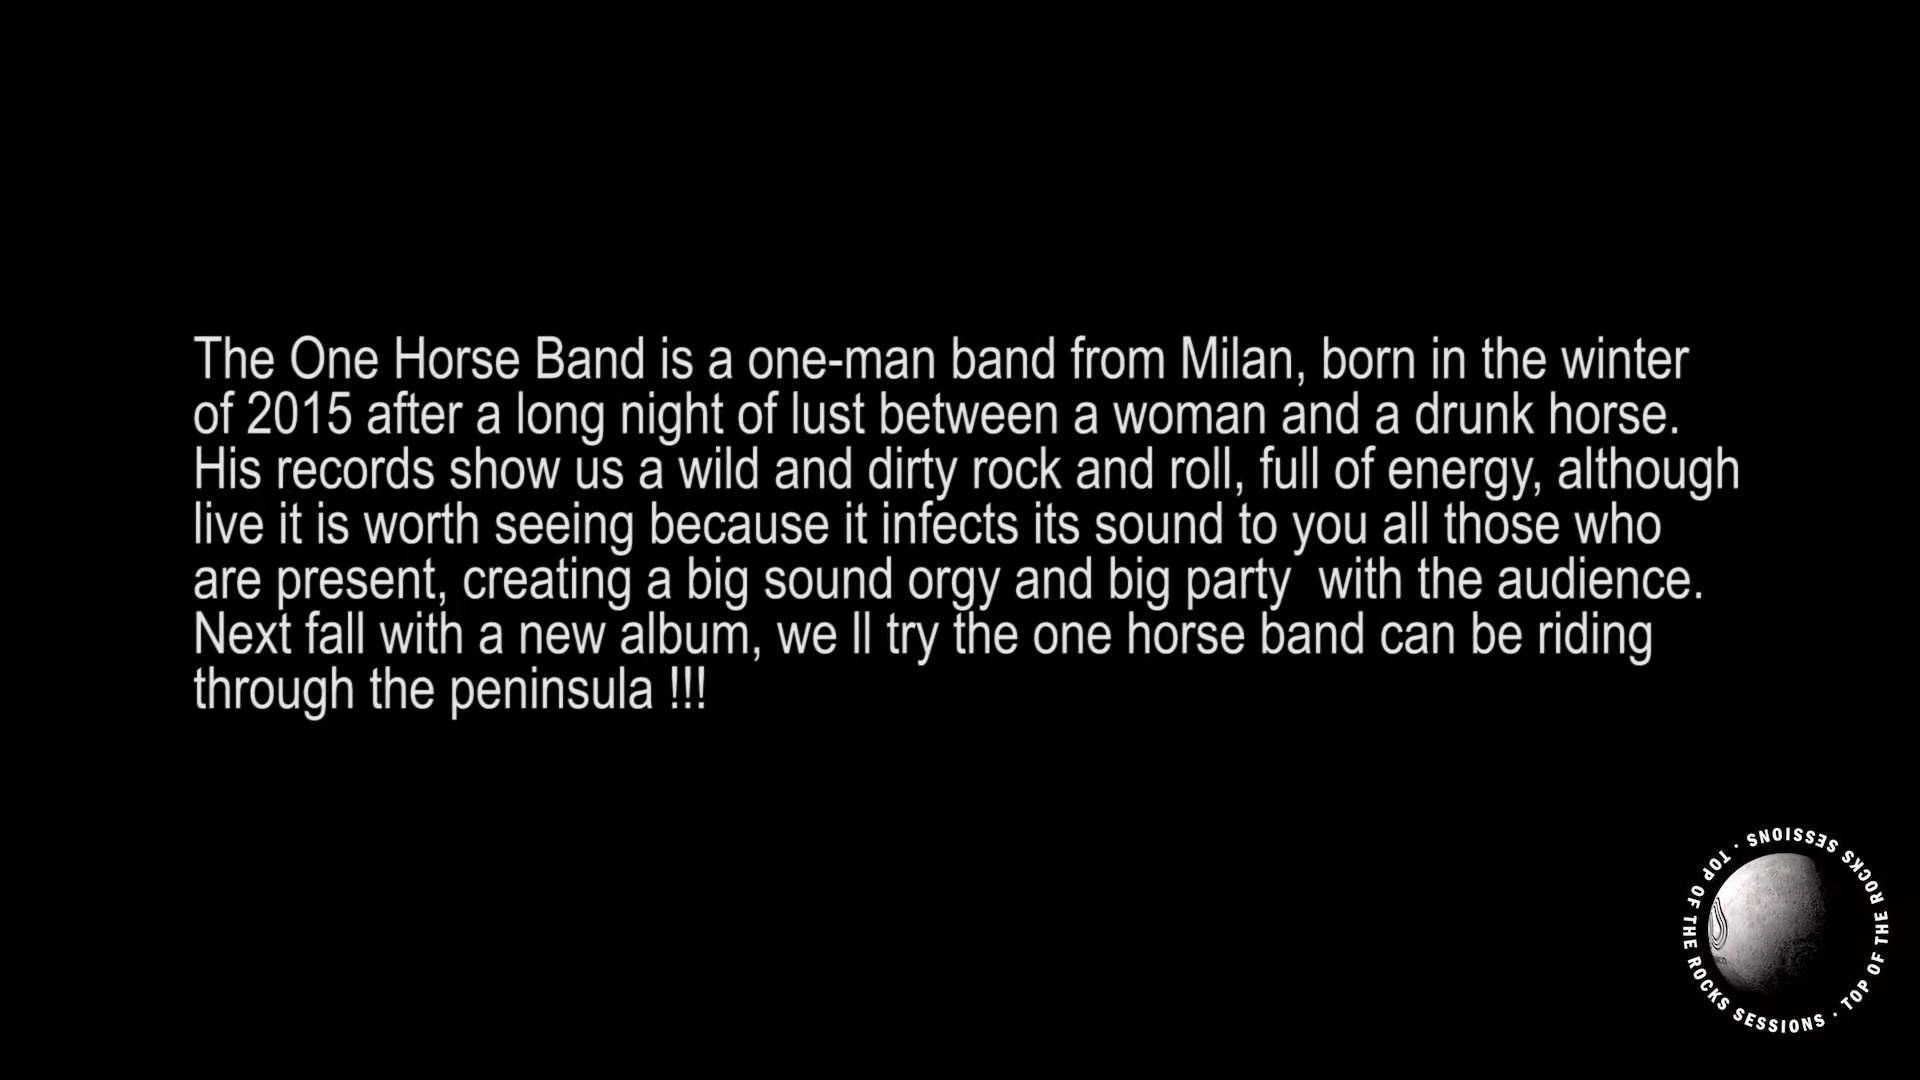 The One Horse Band is a one-man band from Milan, born in the winter
of 2015 after a long night of lust between a woman and a drunk horse.
His records show us a wild and dirty rock and roll, full of energy, although
live it is worth seeing because it infects its sound to you all those who
are present, creating a big sound orgy and big party  with the audience.
Next fall with a new album, we ll try the one horse band can be riding
through the peninsula !!!
TOP OF THE ROCKS SESSIONS · TOP OF THE ROCKS SESSIONS ·